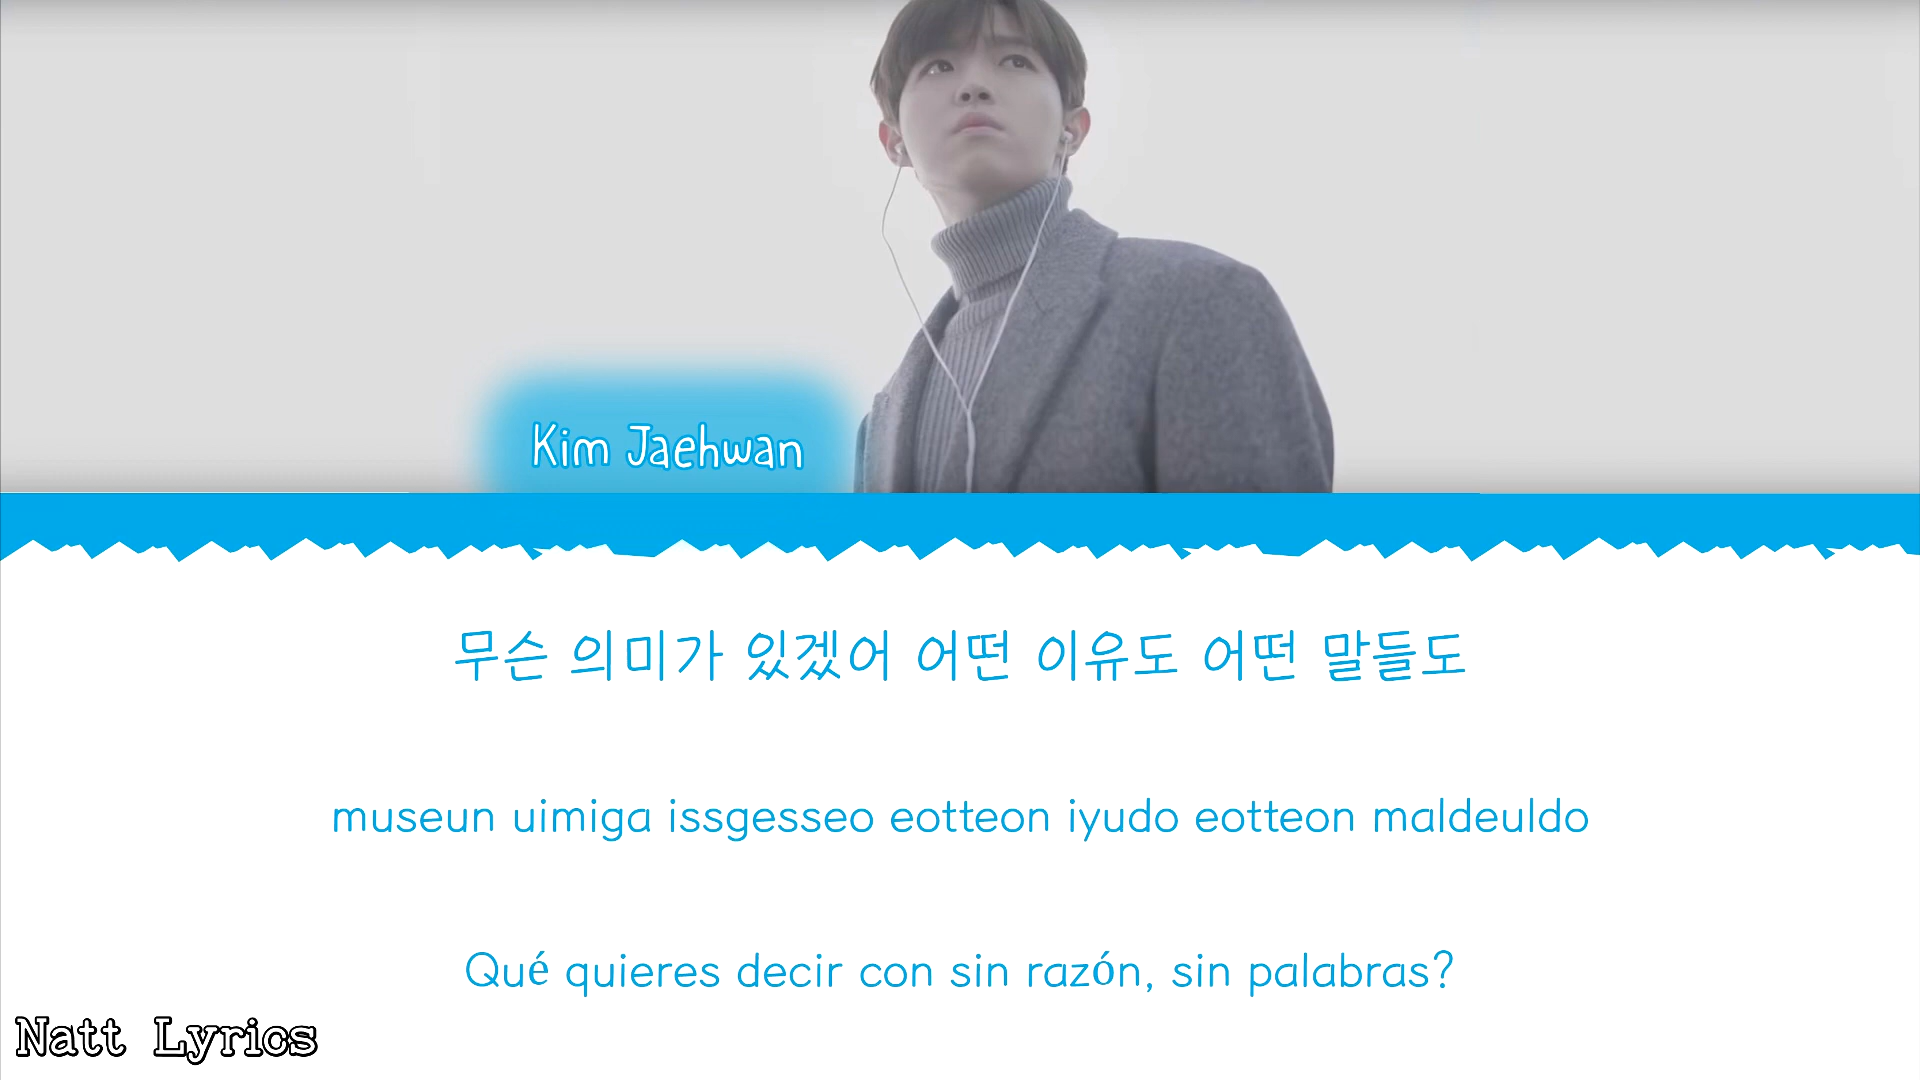 Kim Jaehwan
무슨 의미가 있겠어 어떤 이유도 어떤 말들도
museun uimiga issgesseo eotteon iyudo eotteon maldeuldo
Qué quieres decir con sin razón, sin palabras?
Natt Lyrics